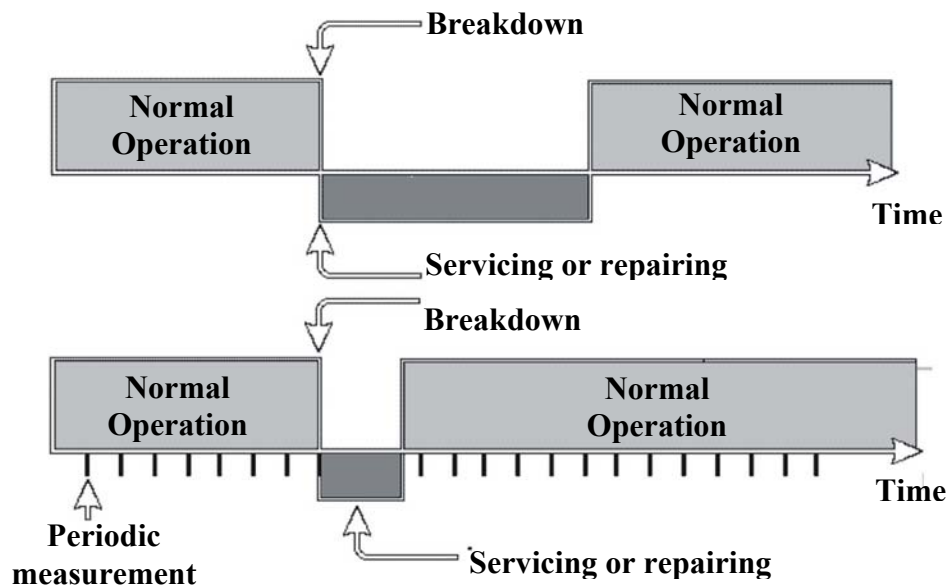 Breakdown
Normal
Operation
Normal
Operation
Time
Servicing or repairing
Breakdown
Normal
Operation
Normal
Operation
Time
Periodic
measurement
Servicing or repairing